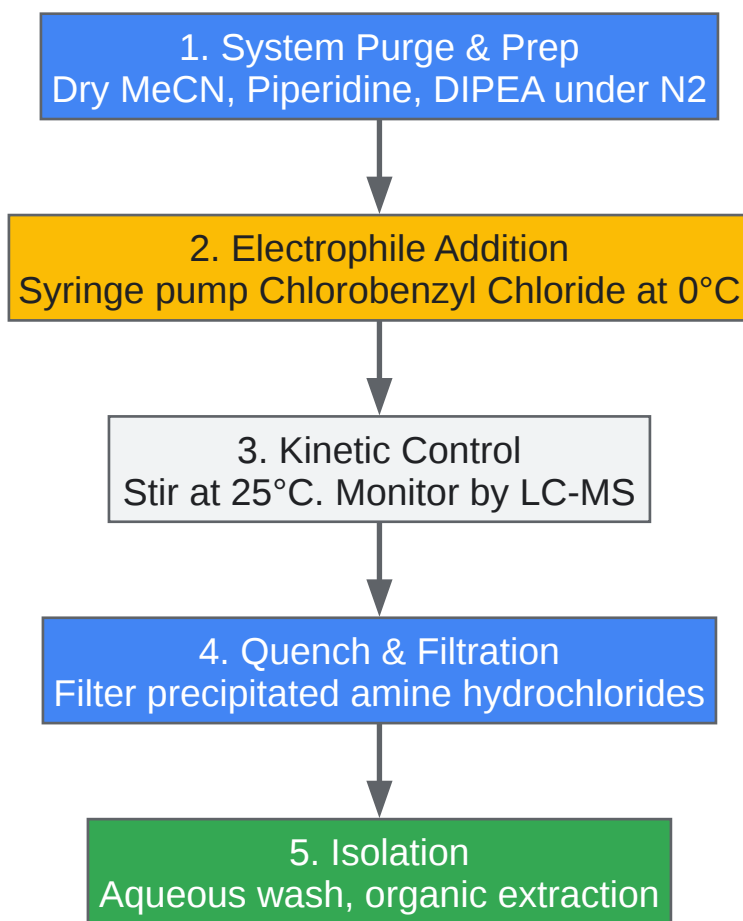 1. System Purge & Prep
Dry MeCN, Piperidine, DIPEA under N2
2. Electrophile Addition
Syringe pump Chlorobenzyl Chloride at 0°C
3. Kinetic Control
Stir at 25°C. Monitor by LC-MS
4. Quench & Filtration
Filter precipitated amine hydrochlorides
5. Isolation
Aqueous wash, organic extraction